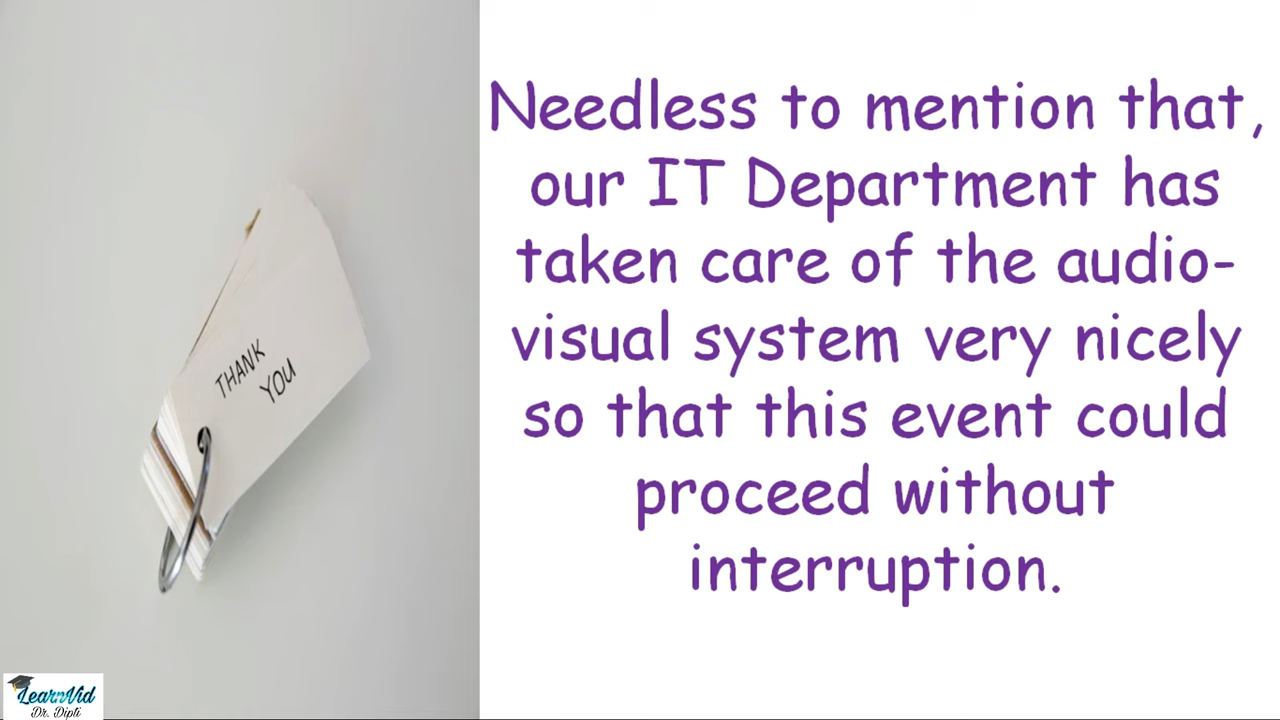 THANK
YOU
Needless to mention that,
our IT Department has
taken care of the audio-
visual system very nicely
so that this event could
proceed without
interruption.
LearnVid
Dr. Dipti